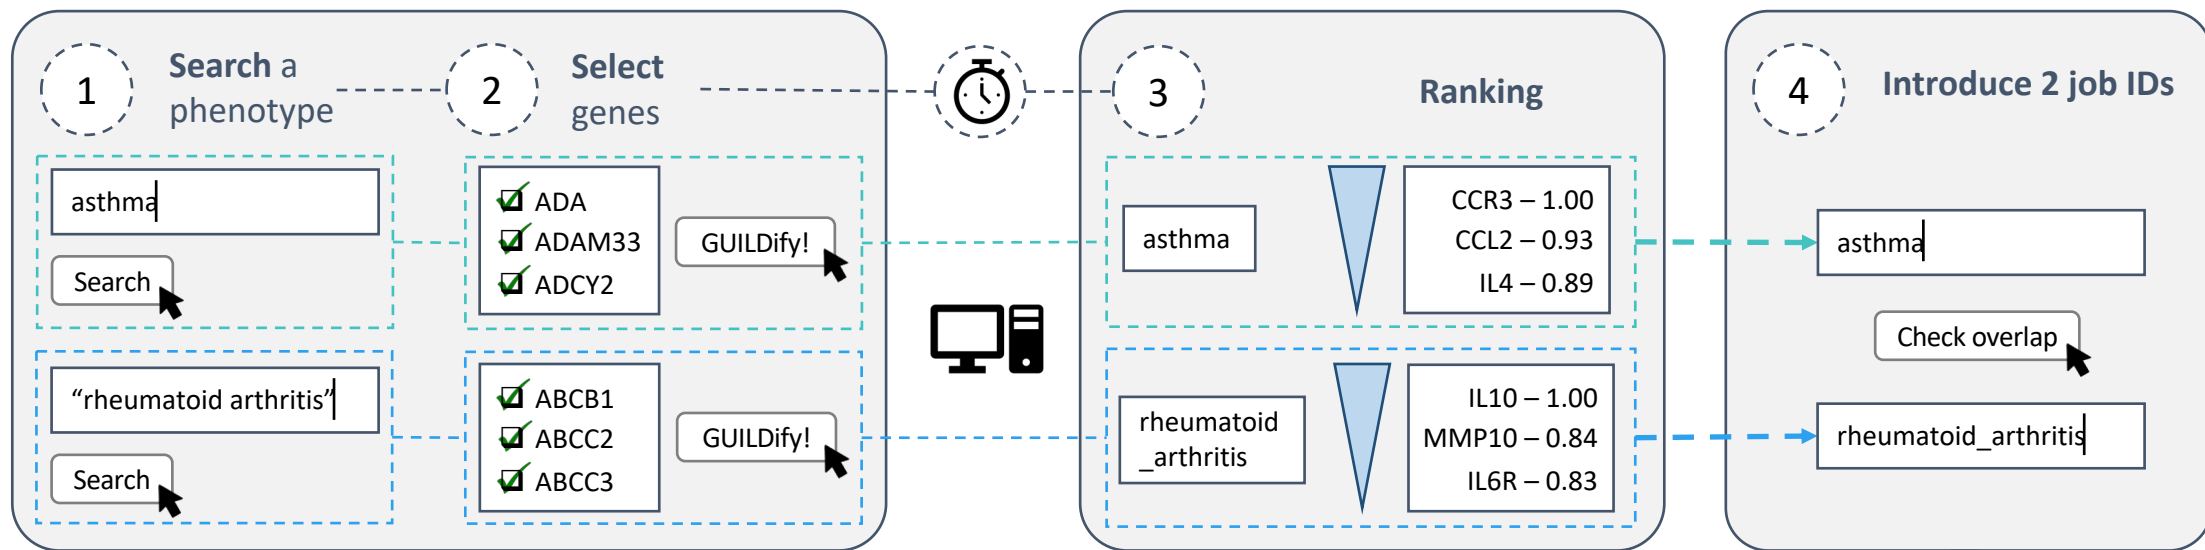 1
Search a
phenotype
2
Select
genes
3
Ranking
4
Introduce 2 job IDs
asthma
Search
ADA
ADAM33
ADCY2
GUILDify!
asthma
CCR3 – 1.00
CCL2 – 0.93
IL4 – 0.89
asthma
Check overlap
“rheumatoid arthritis”
Search
ABCB1
ABCC2
ABCC3
GUILDify!
rheumatoid
_arthritis
IL10 – 1.00
MMP10 – 0.84
IL6R – 0.83
rheumatoid_arthritis